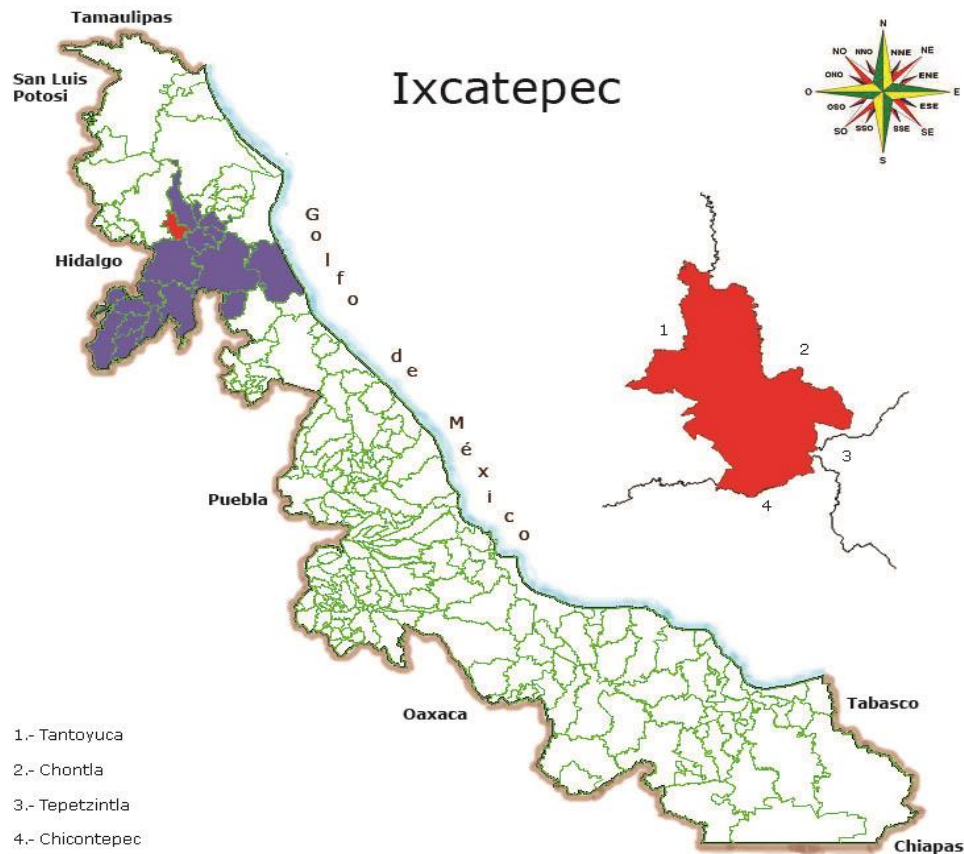 Tamaulipas
San Luis
Potosi
Ixcatepec
N
NNO
NNE
NO
NE
ONO
ENE
O
E
OSO
ESE
SO
SSO
SSE
SE
S
Hidalgo
Golfo de México
1
2
3
4
Puebla
Oaxaca
Tabasco
Chiapas
1.- Tantoyuca
2.- Chontla
3.- Tepetzintla
4.- Chicontepec